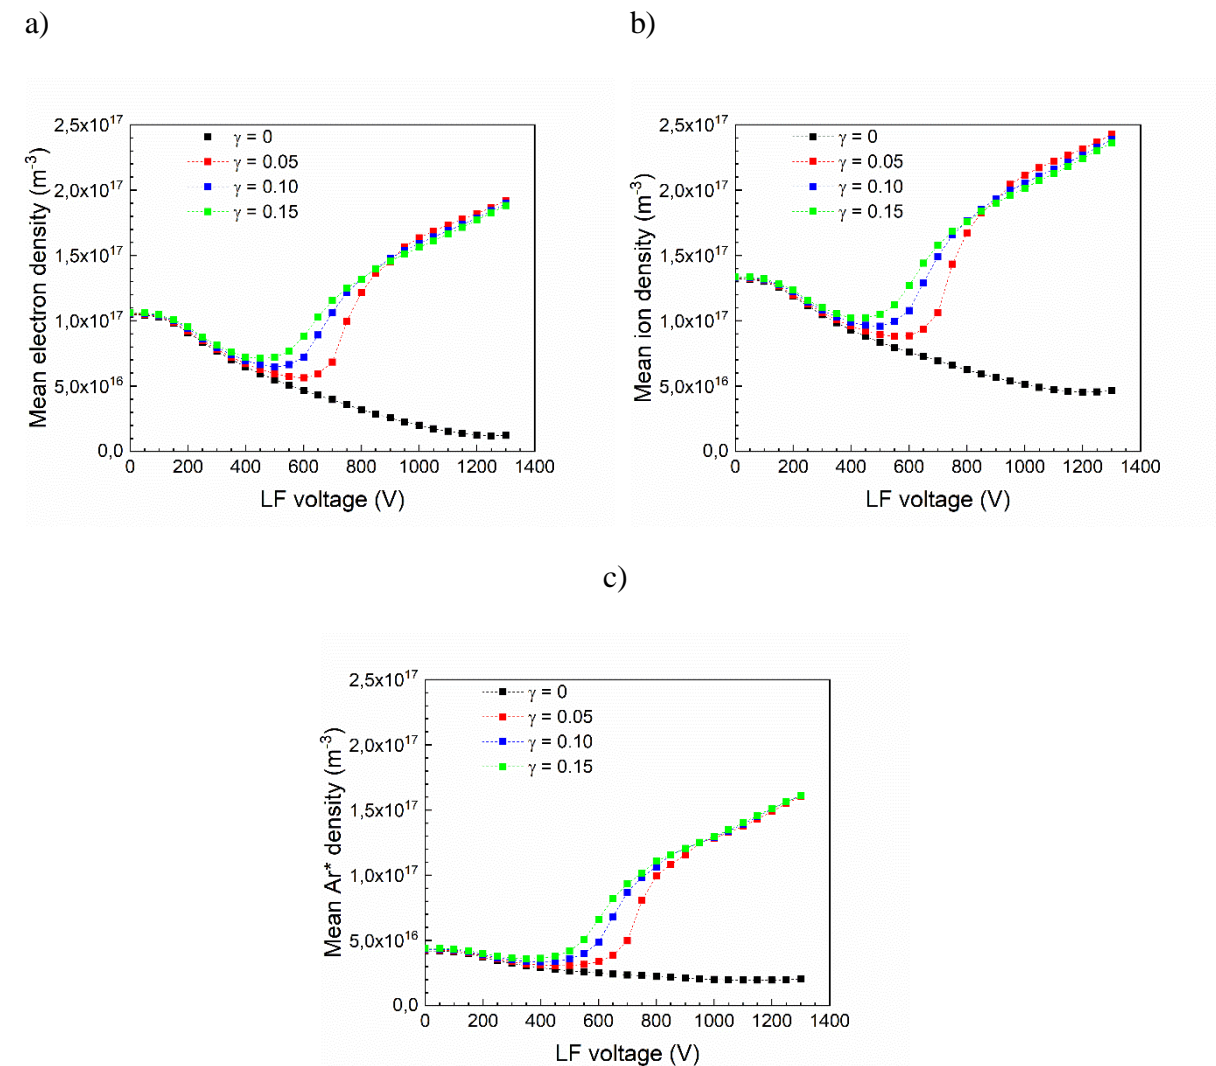 a)
b)
2,5x10¹⁷
2,0x10¹⁷
1,5x10¹⁷
1,0x10¹⁷
5,0x10¹⁶
0,0
Mean electron density (m⁻³)
γ = 0
γ = 0.05
γ = 0.10
γ = 0.15
0 200 400 600 800 1000 1200 1400
LF voltage (V)
2,5x10¹⁷
2,0x10¹⁷
1,5x10¹⁷
1,0x10¹⁷
5,0x10¹⁶
0,0
Mean ion density (m⁻³)
γ = 0
γ = 0.05
γ = 0.10
γ = 0.15
0 200 400 600 800 1000 1200 1400
LF voltage (V)
c)
2,5x10¹⁷
2,0x10¹⁷
1,5x10¹⁷
1,0x10¹⁷
5,0x10¹⁶
0,0
Mean Ar* density (m⁻³)
γ = 0
γ = 0.05
γ = 0.10
γ = 0.15
0 200 400 600 800 1000 1200 1400
LF voltage (V)